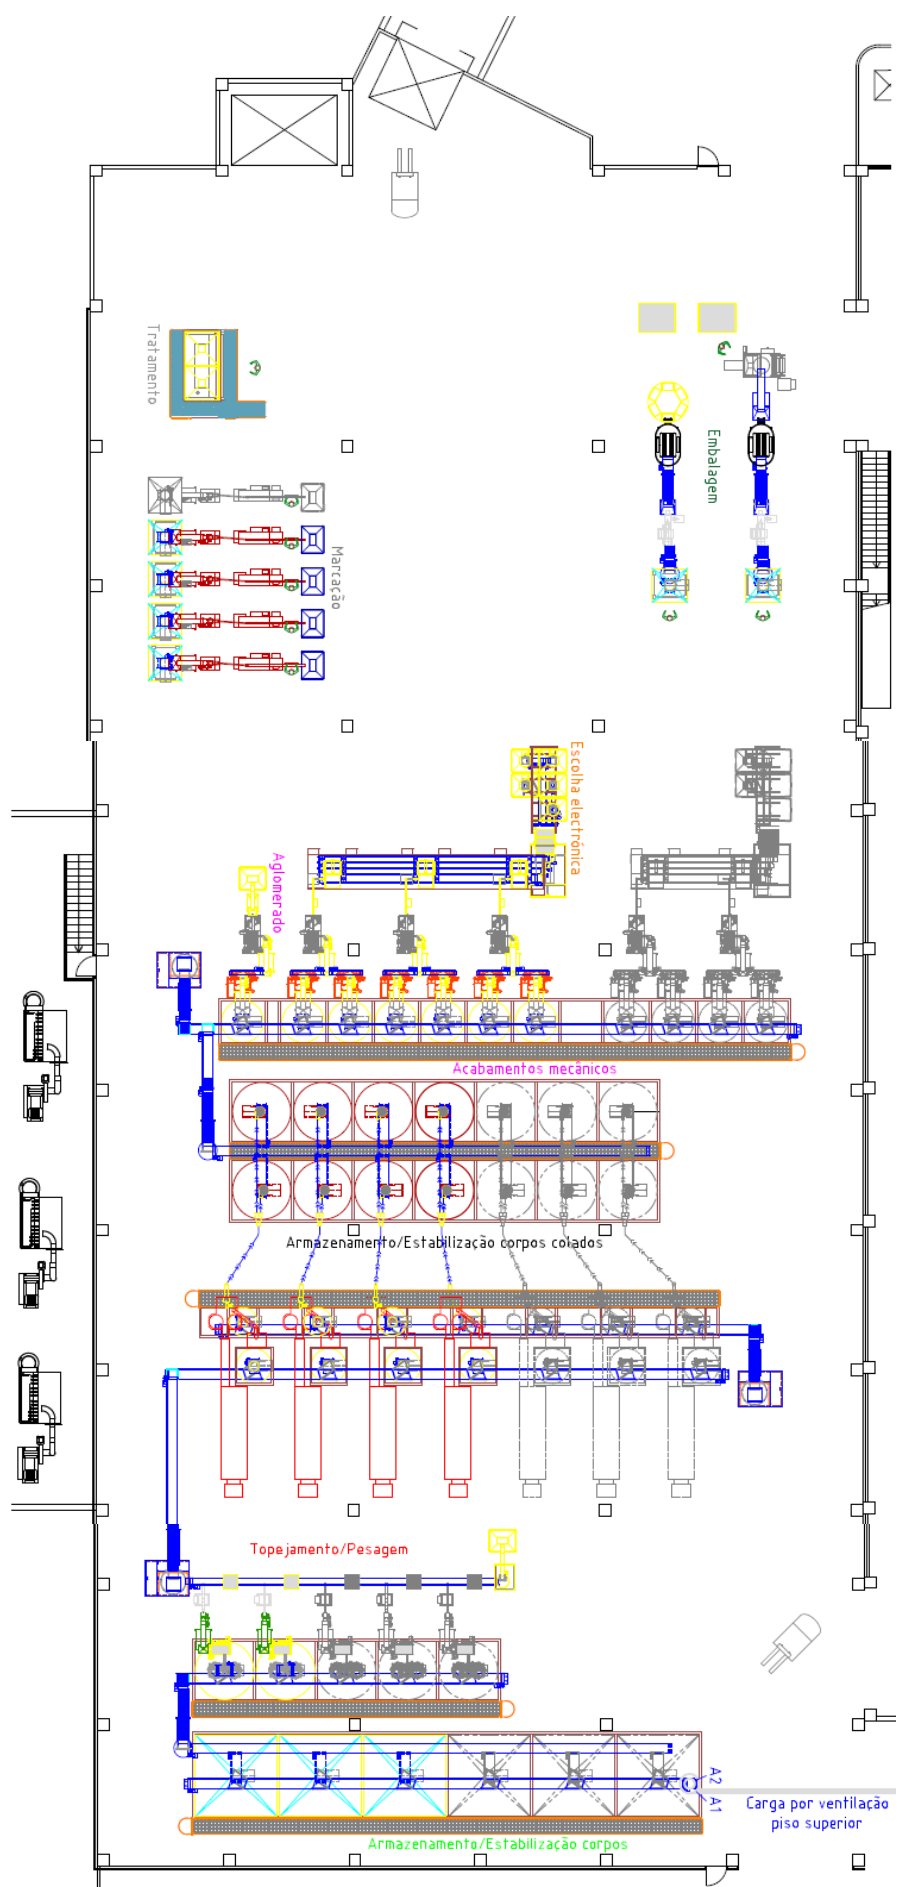 Tratamento
Embalagem
Marcação
Escolha electrónica
Aglomerado
Acabamentos mecânicos
Armazenamento/Estabilização corpos colados
Topejamento/Pesagem
A2
A1
Carga por ventilação
piso superior
Armazenamento/Estabilização corpos